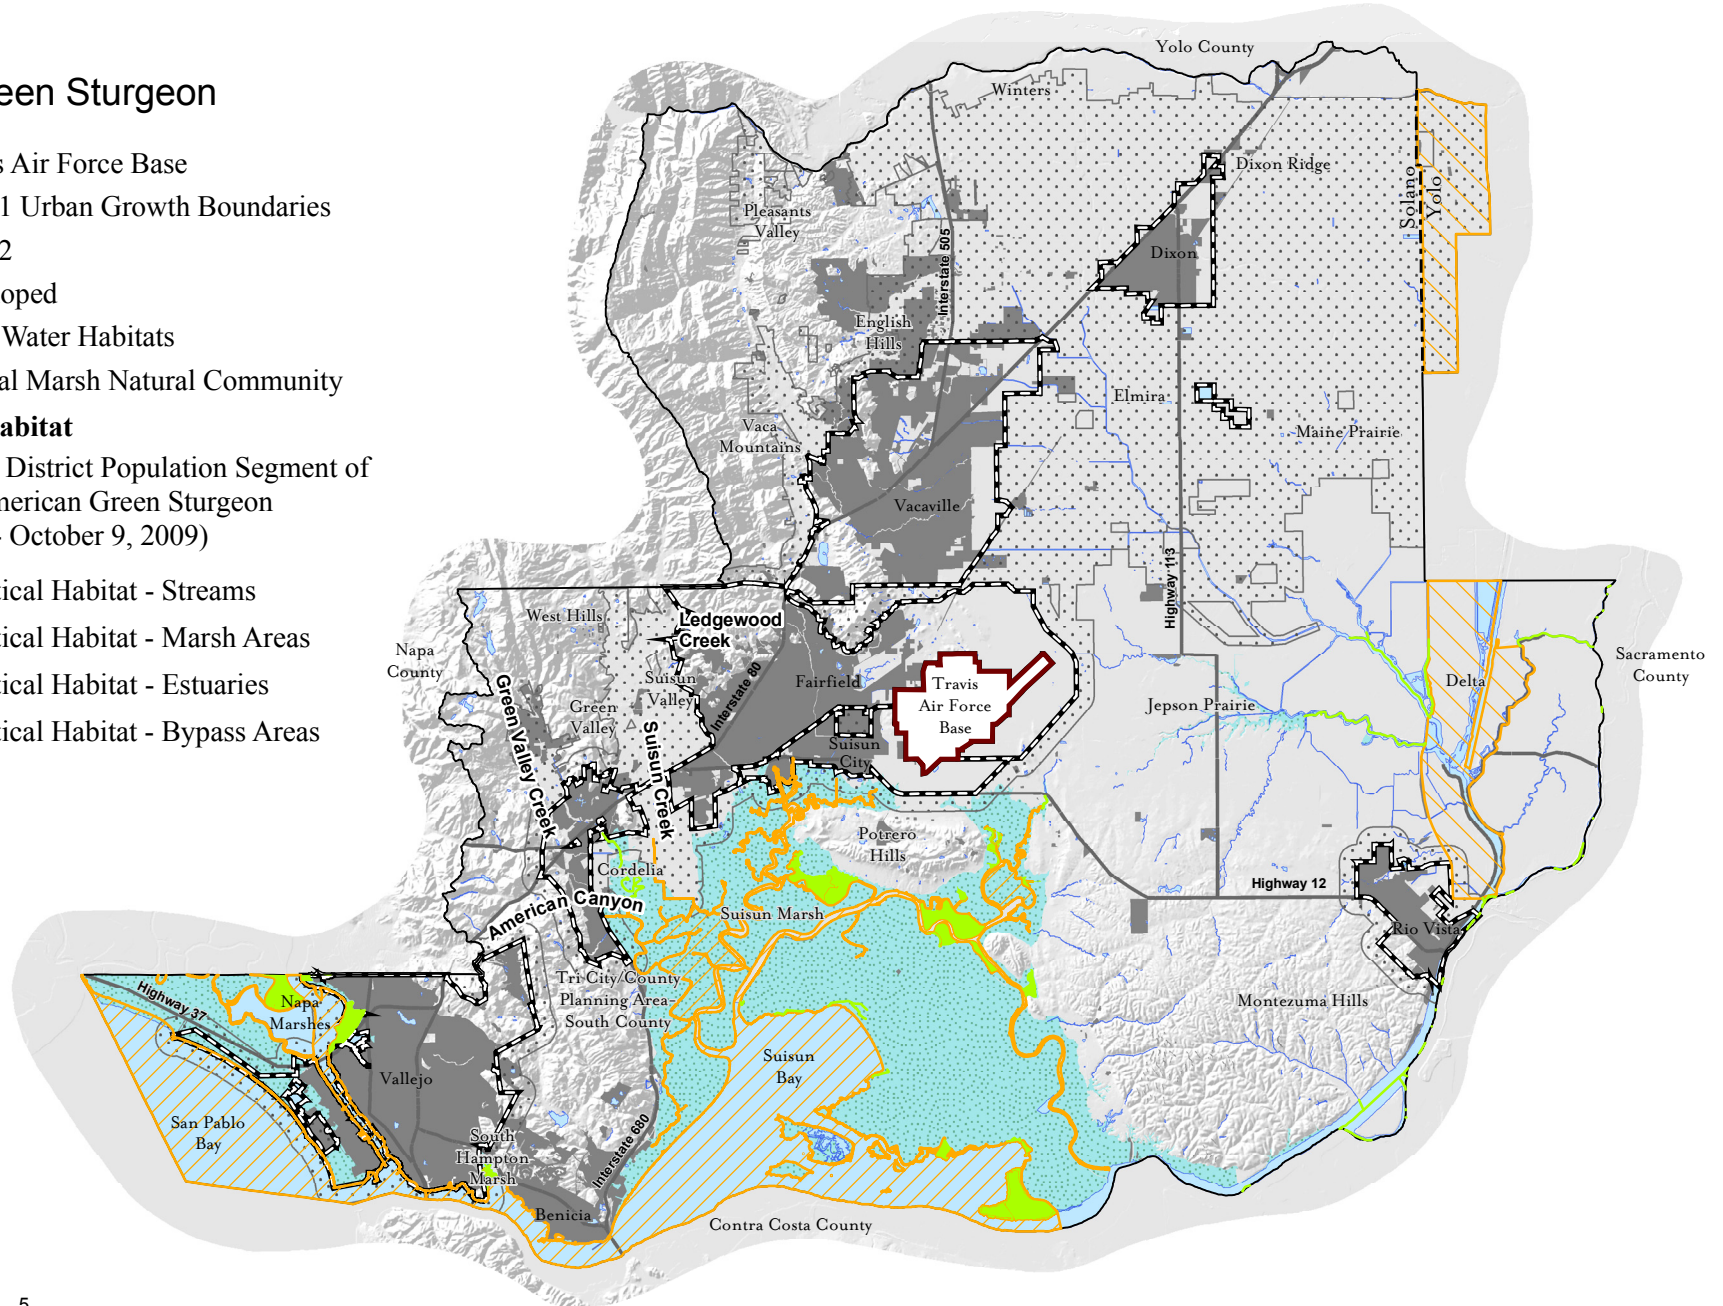 een Sturgeon
s Air Force Base
1 Urban Growth Boundaries
2
oped
Water Habitats
al Marsh Natural Community
abitat
District Population Segment of
merican Green Sturgeon
- October 9, 2009)
tical Habitat - Streams
tical Habitat - Marsh Areas
tical Habitat - Estuaries
tical Habitat - Bypass Areas
5
Yolo County
Winters
Dixon Ridge
Solano
Yolo
Pleasants
Valley
Interstate 505
Dixon
English
Hills
Elmira
Maine Prairie
Vaca
Mountains
Vacaville
Highway 113
West Hills
Ledgewood
Creek
Napa
County
Sacramento
County
Suisun
Valley
Fairfield
Travis
Air Force
Base
Delta
Green Valley Creek
Green
Valley
Interstate 80
Jepson Prairie
Suisun Creek
Suisun
City
Potrero
Hills
Cordelia
Highway 12
American Canyon
Suisun Marsh
Rio Vista
Tri City/County
Planning Area-
South County
Highway 37
Napa
Marshes
Montezuma Hills
Suisun
Bay
Vallejo
San Pablo
Bay
South
Hampton
Marsh
Interstate 680
Benicia
Contra Costa County